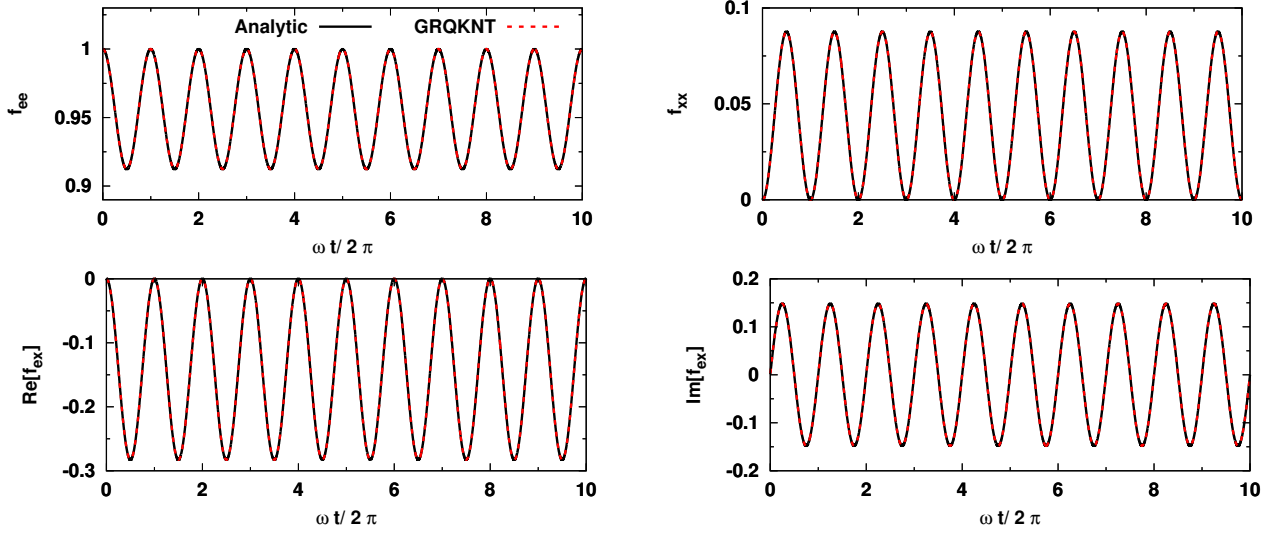 Analytic GRQKNT
f_ee
1
0.95
0.9
0 2 4 6 8 10
ω t/ 2 π
f_xx
0.1
0.05
0
0 2 4 6 8 10
ω t/ 2 π
Re[f_ex]
0
-0.1
-0.2
-0.3
0 2 4 6 8 10
ω t/ 2 π
Im[f_ex]
0.2
0.1
0
-0.1
-0.2
0 2 4 6 8 10
ω t/ 2 π